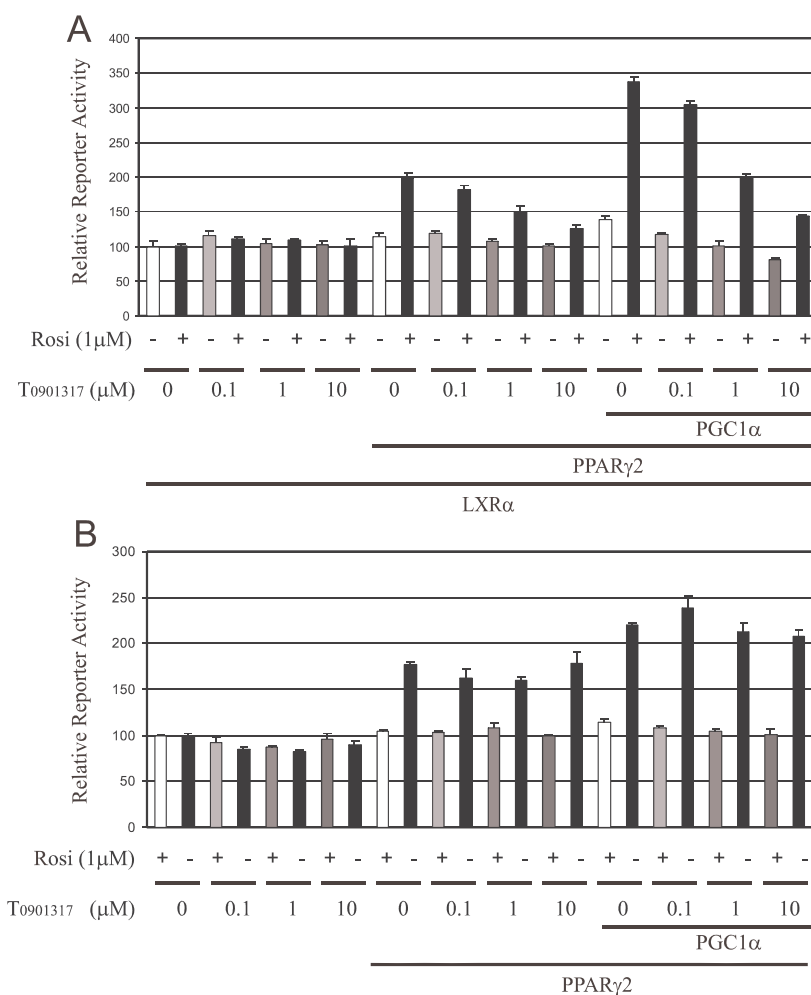 A
Relative Reporter Activity
400
350
300
250
200
150
100
50
0
Rosi (1μM) - + - + - + - + - + - + - + - + - + - + - + - +
T0901317 (μM) 0 0.1 1 10 0 0.1 1 10 0 0.1 1 10
PGC1α
PPARγ2
LXRα
B
Relative Reporter Activity
300
250
200
150
100
50
0
Rosi (1μM) + - + - + - + - + - + - + - + - + - + - + - + -
T0901317 (μM) 0 0.1 1 10 0 0.1 1 10 0 0.1 1 10
PGC1α
PPARγ2